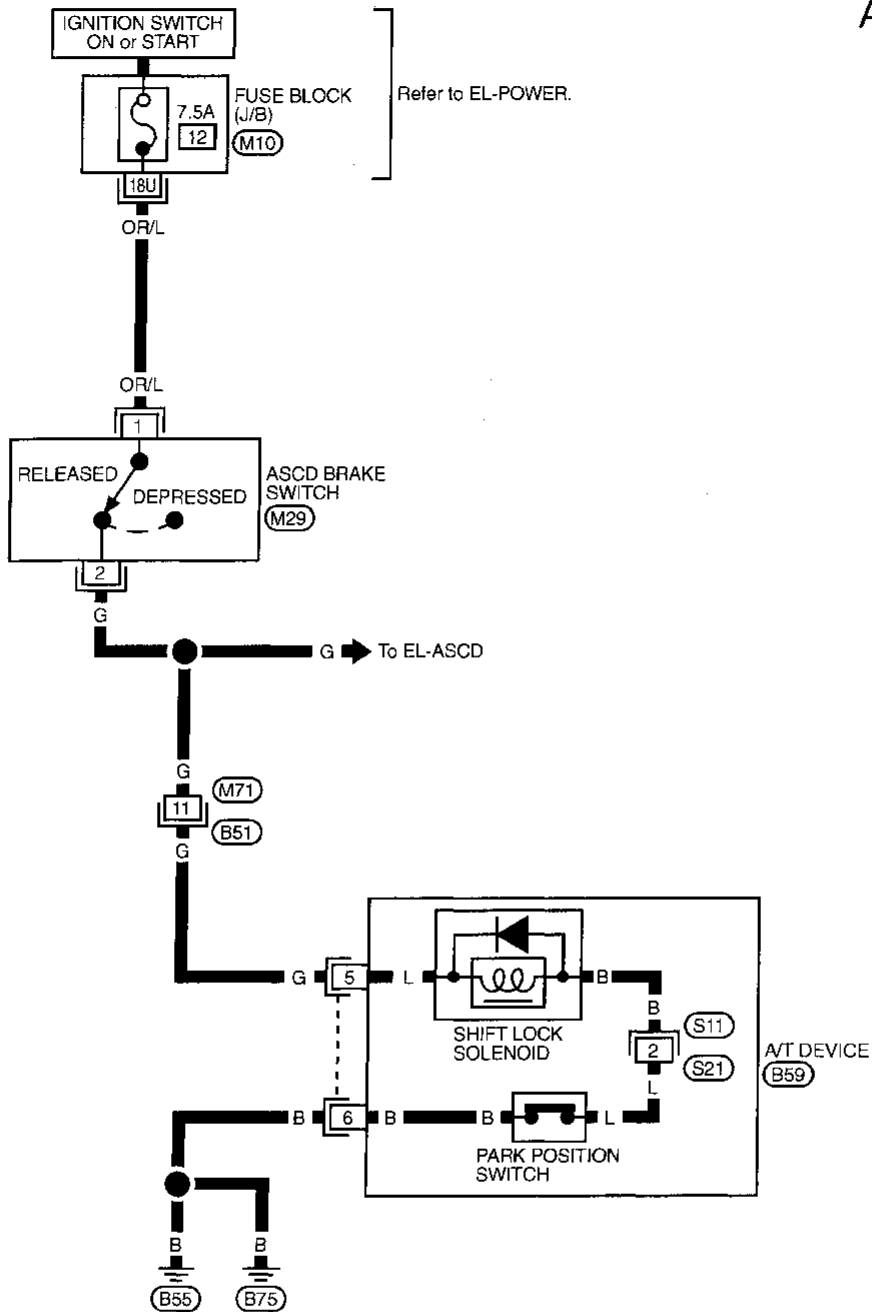 A
IGNITION SWITCH
ON or START
FUSE BLOCK
(J/B)
M10
7.5A
12
Refer to EL-POWER.
18U
OR/L
OR/L
1
RELEASED
DEPRESSED
ASCD BRAKE
SWITCH
M29
2
G
G
To EL-ASCD
G
M71
11
B51
G
G
5
L
B
B
SHIFT LOCK
SOLENOID
S11
2
S21
A/T DEVICE
B59
L
B
6
B
B
L
PARK POSITION
SWITCH
B
B
B55
B75